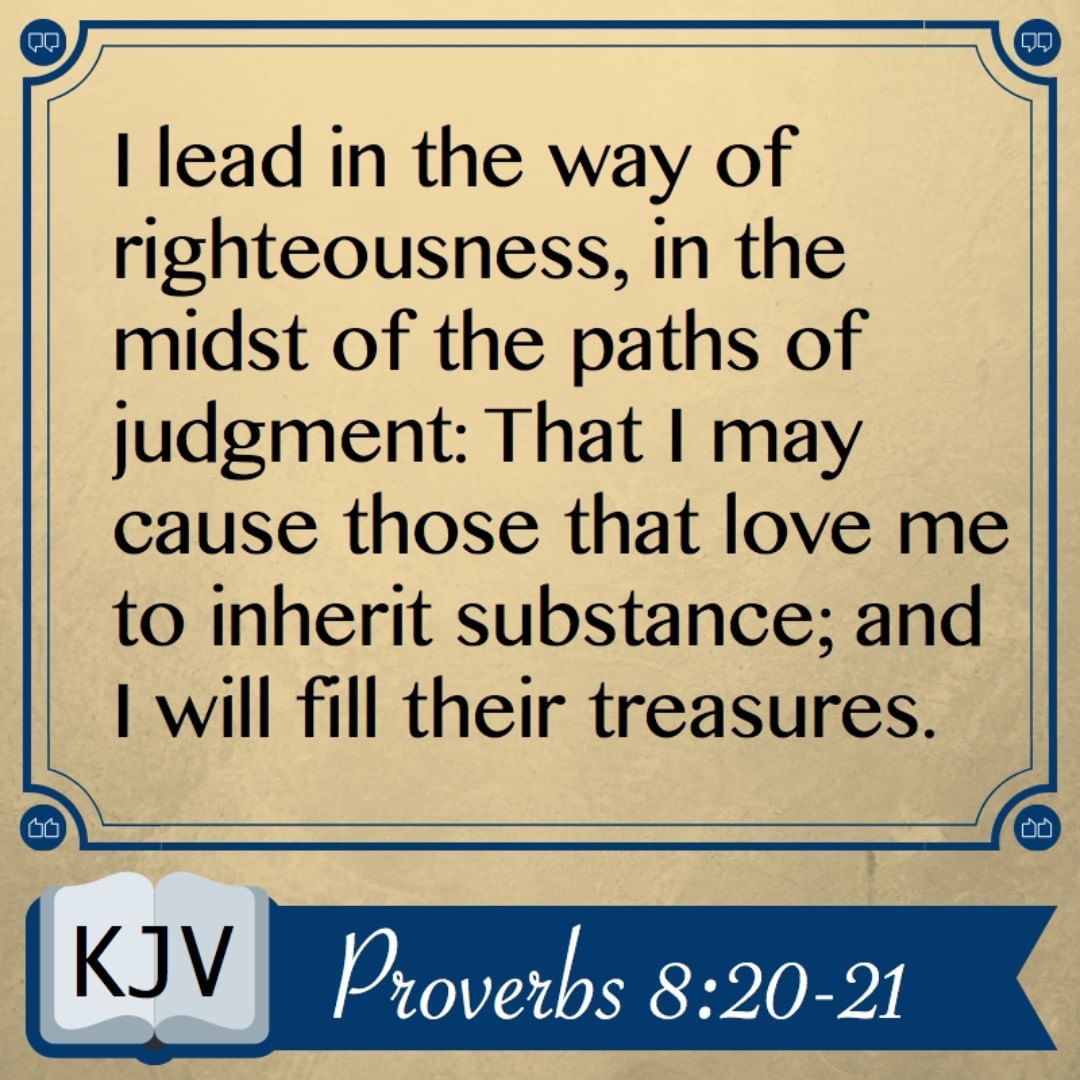 I lead in the way of
righteousness, in the
midst of the paths of
judgment: That I may
cause those that love me
to inherit substance; and
I will fill their treasures.
KJV
Proverbs 8:20-21